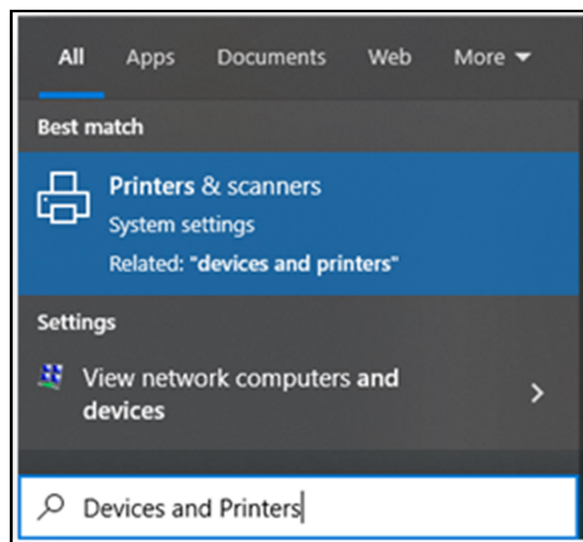 All Apps Documents Web More
Best match
Printers & scanners
System settings
Related: "devices and printers"
Settings
View network computers and
devices
Devices and Printers